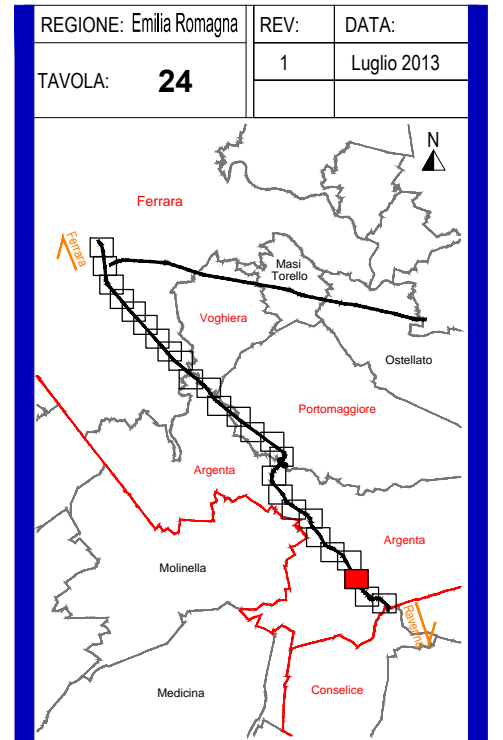 REGIONE: Emilia Romagna
REV:
DATA:
TAVOLA: 24
1
Luglio 2013
N
Ferrara
Ferrara
Masi
Torello
Voghiera
Ostellato
Portomaggiore
Argenta
Argenta
Molinella
Ravenna
Medicina
Conselice